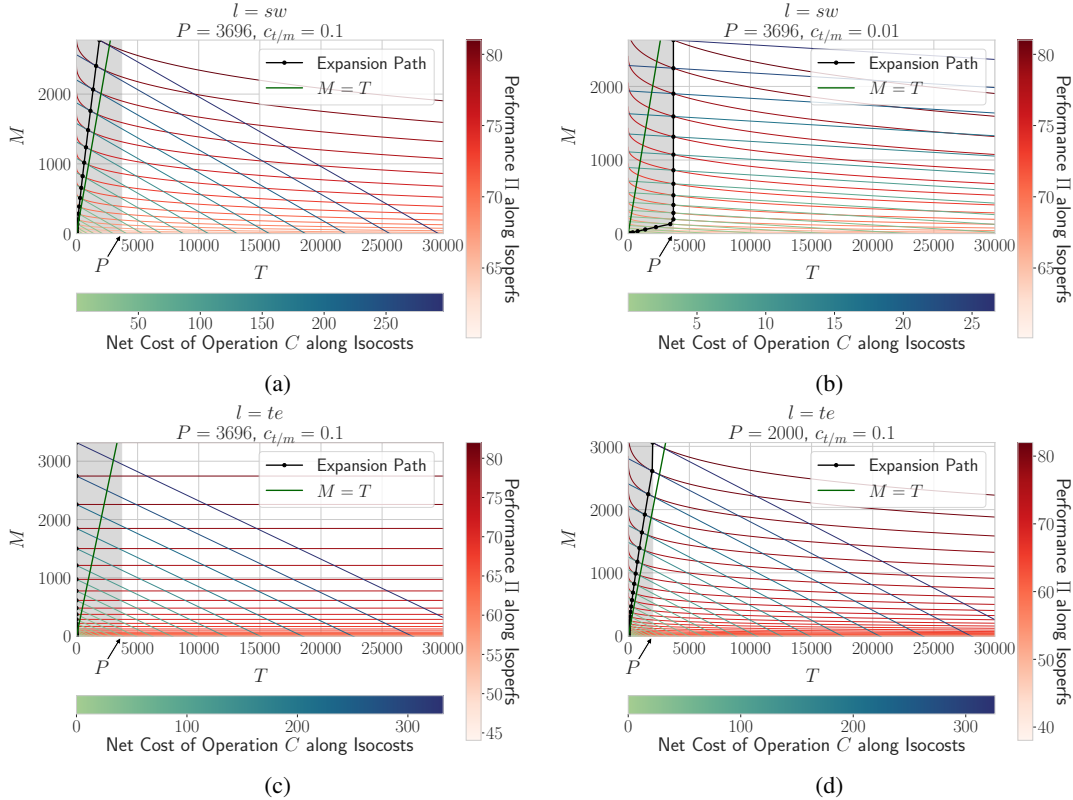 l = sw
P = 3696, c_{t/m} = 0.1
Expansion Path
M = T
M
2000
1000
0
0 5000 10000 15000 20000 25000 30000
P
T
80
75
70
65
Performance Π along Isoperfs
50 100 150 200 250
Net Cost of Operation C along Isocosts
(a)
l = sw
P = 3696, c_{t/m} = 0.01
Expansion Path
M = T
M
2000
1000
0
0 5000 10000 15000 20000 25000 30000
P
T
80
75
70
65
Performance Π along Isoperfs
5 10 15 20 25
Net Cost of Operation C along Isocosts
(b)
l = te
P = 3696, c_{t/m} = 0.1
Expansion Path
M = T
M
3000
2000
1000
0
0 5000 10000 15000 20000 25000 30000
P
T
80
75
70
65
60
55
50
45
Performance Π along Isoperfs
0 100 200 300
Net Cost of Operation C along Isocosts
(c)
l = te
P = 2000, c_{t/m} = 0.1
Expansion Path
M = T
M
3000
2000
1000
0
0 5000 10000 15000 20000 25000 30000
P
T
80
70
60
50
40
Performance Π along Isoperfs
0 100 200 300
Net Cost of Operation C along Isocosts
(d)